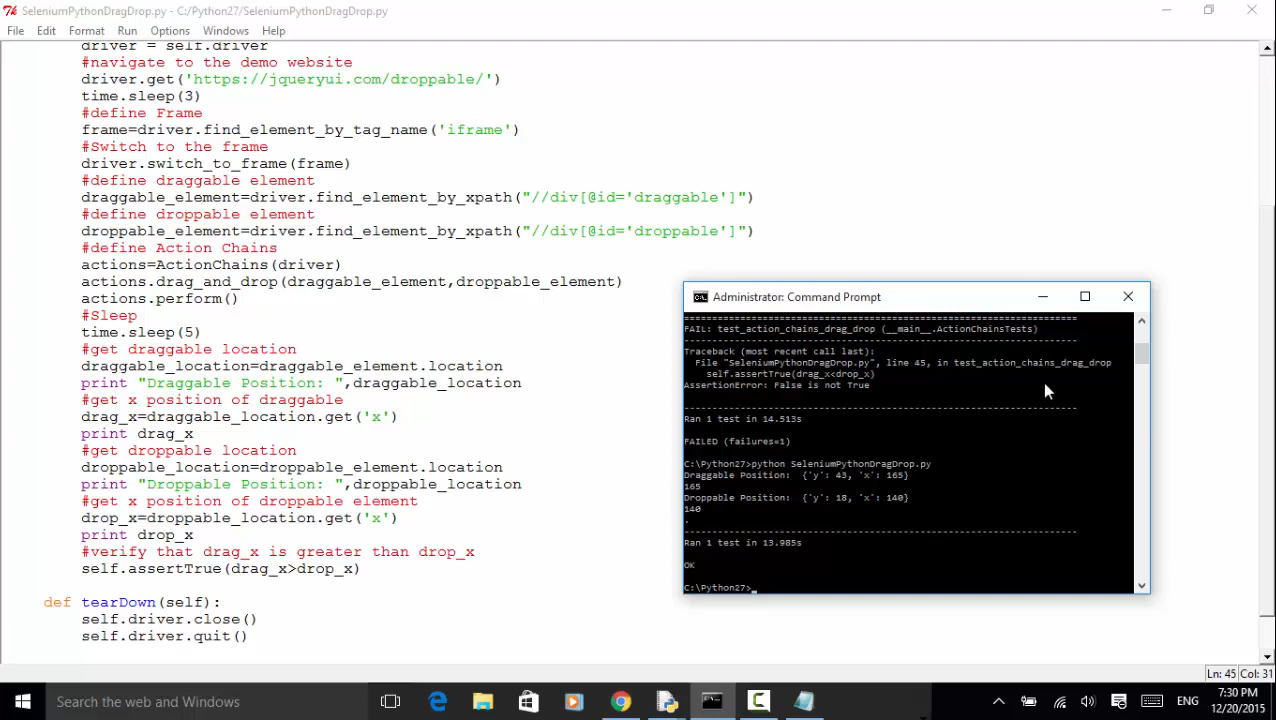 SeleniumPythonDragDrop.py - C:/Python27/SeleniumPythonDragDrop.py
File Edit Format Run Options Windows Help
driver = self.driver
#navigate to the demo website
driver.get('https://jqueryui.com/droppable/')
time.sleep(3)
#define Frame
frame=driver.find_element_by_tag_name('iframe')
#Switch to the frame
driver.switch_to_frame(frame)
#define draggable element
draggable_element=driver.find_element_by_xpath("//div[@id='draggable']")
#define droppable element
droppable_element=driver.find_element_by_xpath("//div[@id='droppable']")
#define Action Chains
actions=ActionChains(driver)
actions.drag_and_drop(draggable_element,droppable_element)
actions.perform()
#Sleep
time.sleep(5)
#get draggable location
draggable_location=draggable_element.location
print "Draggable Position: ",draggable_location
#get x position of draggable
drag_x=draggable_location.get('x')
print drag_x
#get droppable location
droppable_location=droppable_element.location
print "Droppable Position: ",droppable_location
#get x position of droppable element
drop_x=droppable_location.get('x')
print drop_x
#verify that drag_x is greater than drop_x
self.assertTrue(drag_x>drop_x)
def tearDown(self):
self.driver.close()
self.driver.quit()
Administrator: Command Prompt
======================================================================
FAIL: test_action_chains_drag_drop (__main__.ActionChainsTests)
----------------------------------------------------------------------
Traceback (most recent call last):
File "SeleniumPythonDragDrop.py", line 45, in test_action_chains_drag_drop
self.assertTrue(drag_x<drop_x)
AssertionError: False is not True
----------------------------------------------------------------------
Ran 1 test in 14.513s
FAILED (failures=1)
C:\Python27>python SeleniumPythonDragDrop.py
Draggable Position:  {'y': 43, 'x': 165}
165
Droppable Position:  {'y': 18, 'x': 140}
140
.
----------------------------------------------------------------------
Ran 1 test in 13.985s
OK
C:\Python27>_
Ln: 45 Col: 31
Search the web and Windows
ENG
7:30 PM
12/20/2015